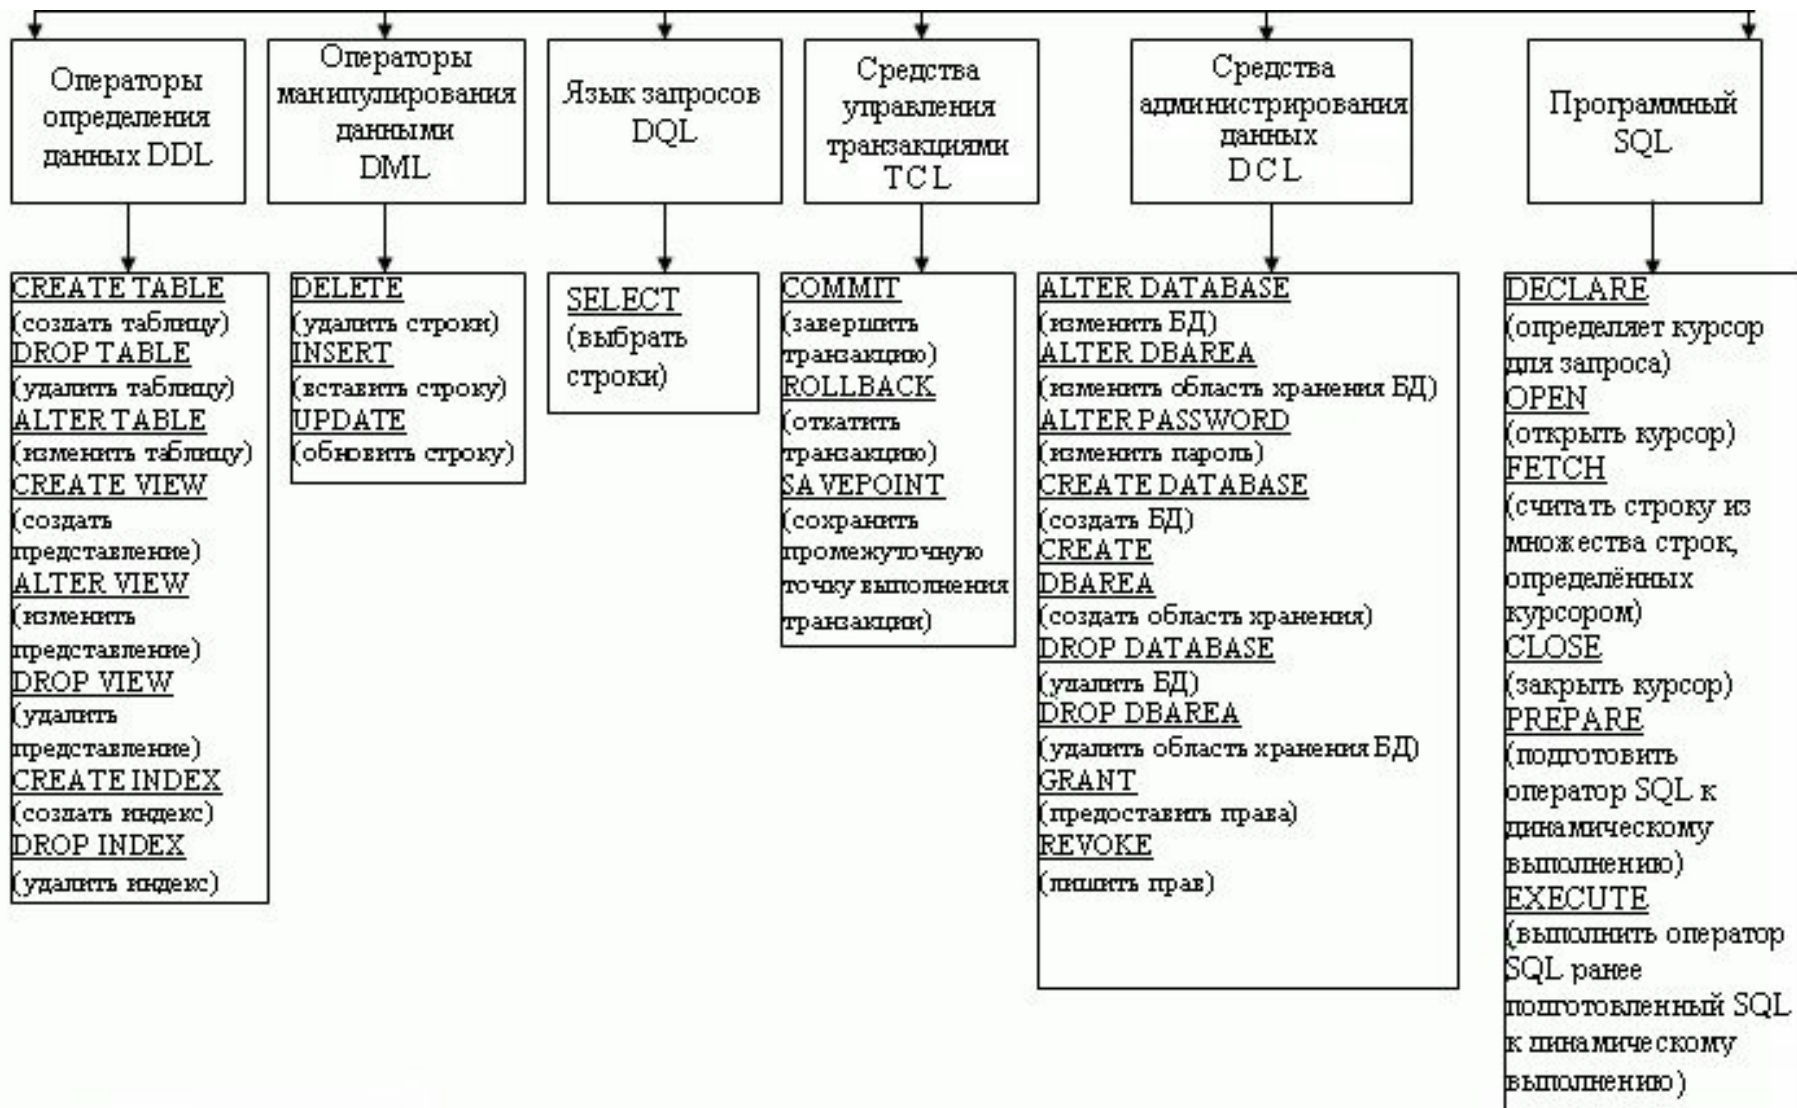 Операторы
определения
данных DDL
Операторы
манипулирования
данными
DML
Язык запросов
DQL
Средства
управления
транзакциями
TCL
Средства
администрирования
данных
DCL
Программный
SQL
CREATE TABLE
(создать таблицу)
DROP TABLE
(удалить таблицу)
ALTER TABLE
(изменить таблицу)
CREATE VIEW
(создать
представление)
ALTER VIEW
(изменить
представление)
DROP VIEW
(удалить
представление)
CREATE INDEX
(создать индекс)
DROP INDEX
(удалить индекс)
DELETE
(удалить строки)
INSERT
(вставить строку)
UPDATE
(обновить строку)
SELECT
(выбрать
строки)
COMMIT
(завершить
транзакцию)
ROLLBACK
(откатить
транзакцию)
SAVEPOINT
(сохранить
промежуточную
точку выполнения
транзакции)
ALTER DATABASE
(изменить БД)
ALTER DBAREA
(изменить область хранения БД)
ALTER PASSWORD
(изменить пароль)
CREATE DATABASE
(создать БД)
CREATE
DBAREA
(создать область хранения)
DROP DATABASE
(удалить БД)
DROP DBAREA
(удалить область хранения БД)
GRANT
(предоставить права)
REVOKE
(лишить прав)
DECLARE
(определяет курсор
для запроса)
OPEN
(открыть курсор)
FETCH
(считать строку из
множества строк,
определённых
курсором)
CLOSE
(закрыть курсор)
PREPARE
(подготовить
оператор SQL к
динамическому
выполнению)
EXECUTE
(выполнить оператор
SQL ранее
подготовленный SQL
к динамическому
выполнению)